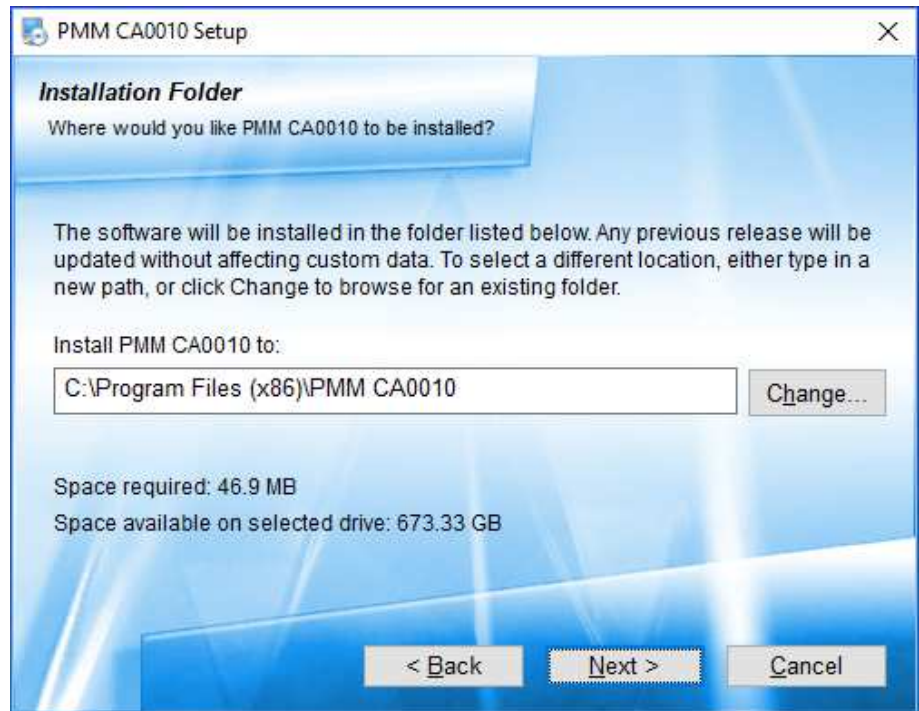 PMM CA0010 Setup
Installation Folder
Where would you like PMM CA0010 to be installed?
The software will be installed in the folder listed below. Any previous release will be
updated without affecting custom data. To select a different location, either type in a
new path, or click Change to browse for an existing folder.
Install PMM CA0010 to:
C:\Program Files (x86)\PMM CA0010
Change...
Space required: 46.9 MB
Space available on selected drive: 673.33 GB
< Back
Next >
Cancel